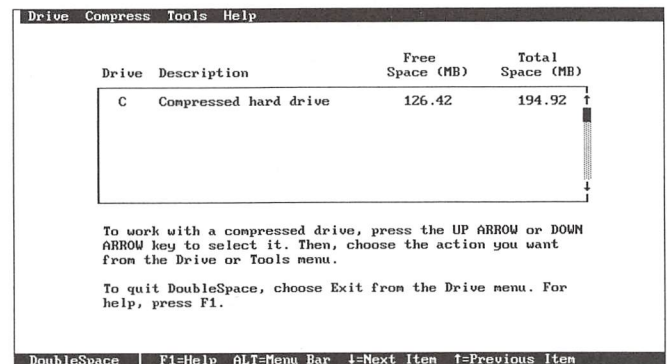 Drive Compress Tools Help
Free Total
Drive Description Space (MB) Space (MB)
C Compressed hard drive 126.42 194.92 ↑
↓
To work with a compressed drive, press the UP ARROW or DOWN
ARROW key to select it. Then, choose the action you want
from the Drive or Tools menu.
To quit DoubleSpace, choose Exit from the Drive menu. For
help, press F1.
DoubleSpace | F1=Help ALT=Menu Bar ↓=Next Item ↑=Previous Item